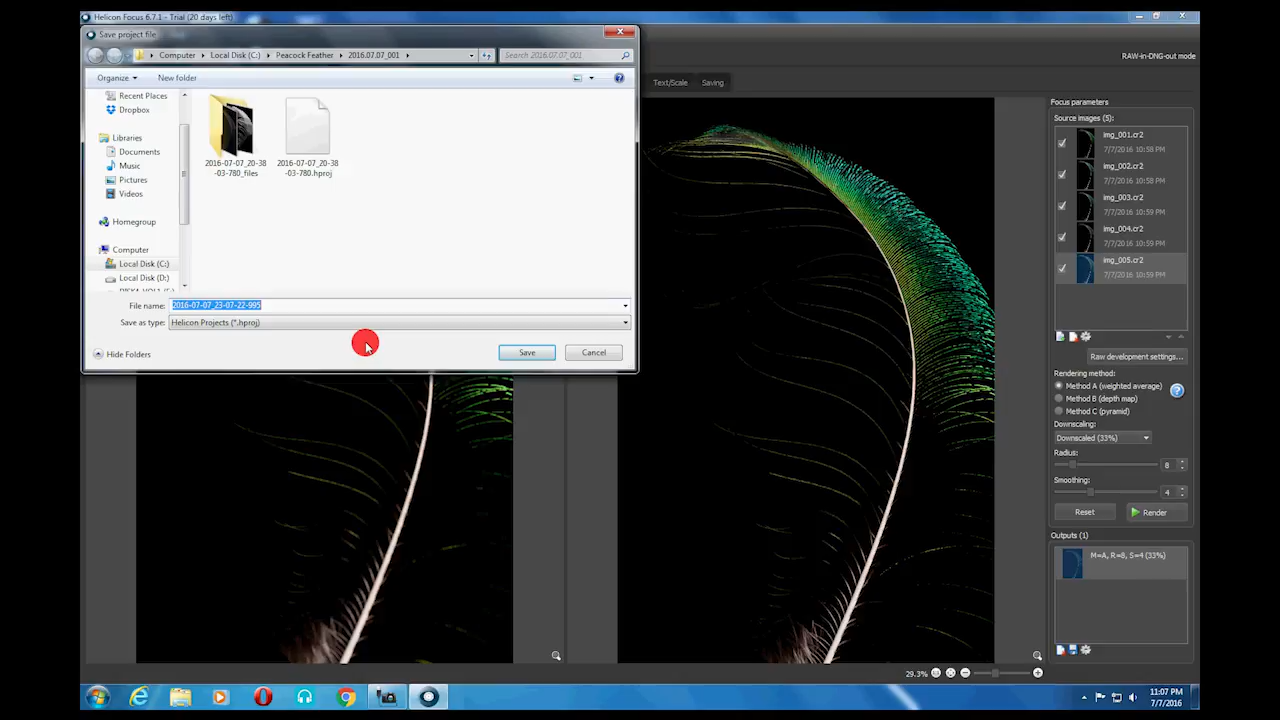 Helicon Focus 6.7.1 - Trial (20 days left)
Save project file
Computer
Local Disk (C:)
Peacock Feather
2016.07.07_001
Search 2016.07.07_001
RAW-in-DNG-out mode
Organize
New folder
Text/Scale
Saving
Recent Places
Dropbox
Libraries
Documents
Music
Pictures
Videos
Homegroup
Computer
Local Disk (C:)
Local Disk (D:)
2016-07-07_20-38
-03-780_files
2016-07-07_20-38
-03-780.hproj
File name:
2016-07-07_23-07-22-995
Save as type:
Helicon Projects (*.hproj)
Hide Folders
Save
Cancel
Focus parameters
Source images (5):
img_001.cr2
7/7/2016 10:58 PM
img_002.cr2
7/7/2016 10:58 PM
img_003.cr2
7/7/2016 10:59 PM
img_004.cr2
7/7/2016 10:59 PM
img_005.cr2
7/7/2016 10:59 PM
Raw development settings...
Rendering method:
Method A (weighted average)
Method B (depth map)
Method C (pyramid)
Downscaling:
Downscaled (33%)
Radius:
8
Smoothing:
4
Reset
Render
Outputs (1)
M=A, R=8, S=4 (33%)
29.3%
11:07 PM
7/7/2016